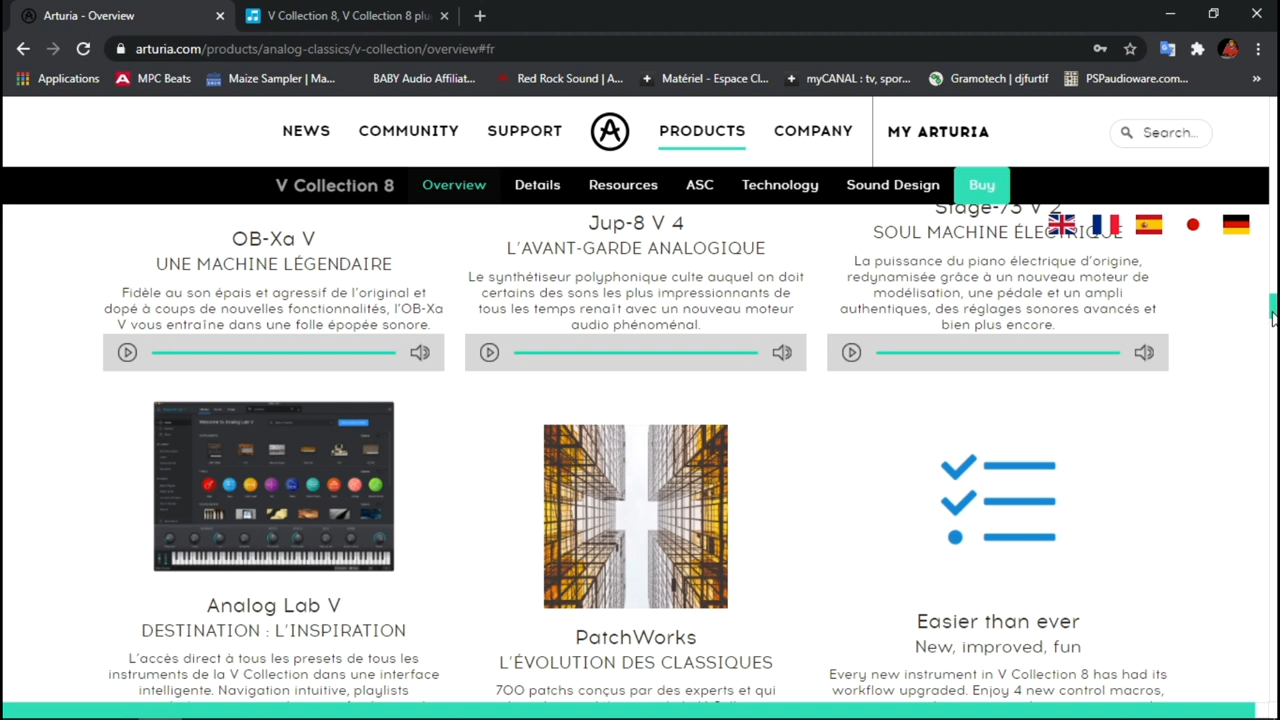 Arturia - Overview
V Collection 8, V Collection 8 plu
arturia.com/products/analog-classics/v-collection/overview#fr
Applications
MPC Beats
Maize Sampler | Ma...
BABY Audio Affiliat...
Red Rock Sound | A...
Matériel - Espace Cl...
myCANAL : tv, spor...
Gramotech | djfurtif
PSPaudioware.com...
»
NEWS
COMMUNITY
SUPPORT
PRODUCTS
COMPANY
MY ARTURIA
Search...
V Collection 8
Overview
Details
Resources
ASC
Technology
Sound Design
Buy
OB-Xa V
UNE MACHINE LÉGENDAIRE
Fidèle au son épais et agressif de l'original et
dopé à coups de nouvelles fonctionnalités, l'OB-Xa
V vous entraîne dans une folle épopée sonore.
Jup-8 V 4
L'AVANT-GARDE ANALOGIQUE
Le synthétiseur polyphonique culte auquel on doit
certains des sons les plus impressionnants de
tous les temps renaît avec un nouveau moteur
audio phénoménal.
Stage-73 V 2
SOUL MACHINE ÉLECTRIQUE
La puissance du piano électrique d'origine,
redynamisée grâce à un nouveau moteur de
modélisation, une pédale et un ampli
authentiques, des réglages sonores avancés et
bien plus encore.
Analog Lab V
DESTINATION : L'INSPIRATION
L'accès direct à tous les presets de tous les
instruments de la V Collection dans une interface
intelligente. Navigation intuitive, playlists
PatchWorks
L'ÉVOLUTION DES CLASSIQUES
700 patchs conçus par des experts et qui
Easier than ever
New, improved, fun
Every new instrument in V Collection 8 has had its
workflow upgraded. Enjoy 4 new control macros,